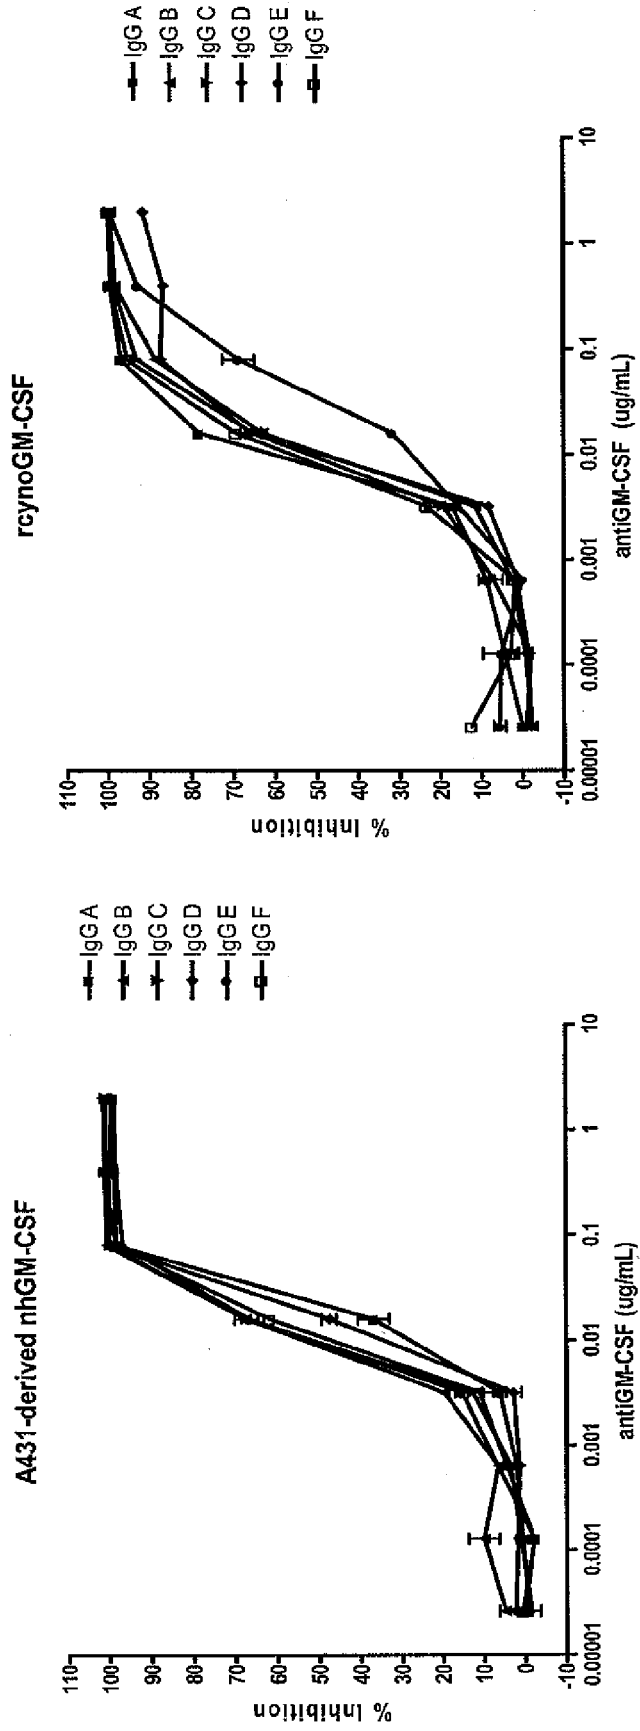 A431-derived nhGM-CSF
% Inhibition
110
100
90
80
70
60
50
40
30
20
10
0
-10
0.00001
0.0001
0.001
0.01
0.1
1
10
antiGM-CSF (ug/mL)
IgG A
IgG B
IgG C
IgG D
IgG E
IgG F
rcynoGM-CSF
% Inhibition
110
100
90
80
70
60
50
40
30
20
10
0
-10
0.00001
0.0001
0.001
0.01
0.1
1
10
antiGM-CSF (ug/mL)
IgG A
IgG B
IgG C
IgG D
IgG E
IgG F